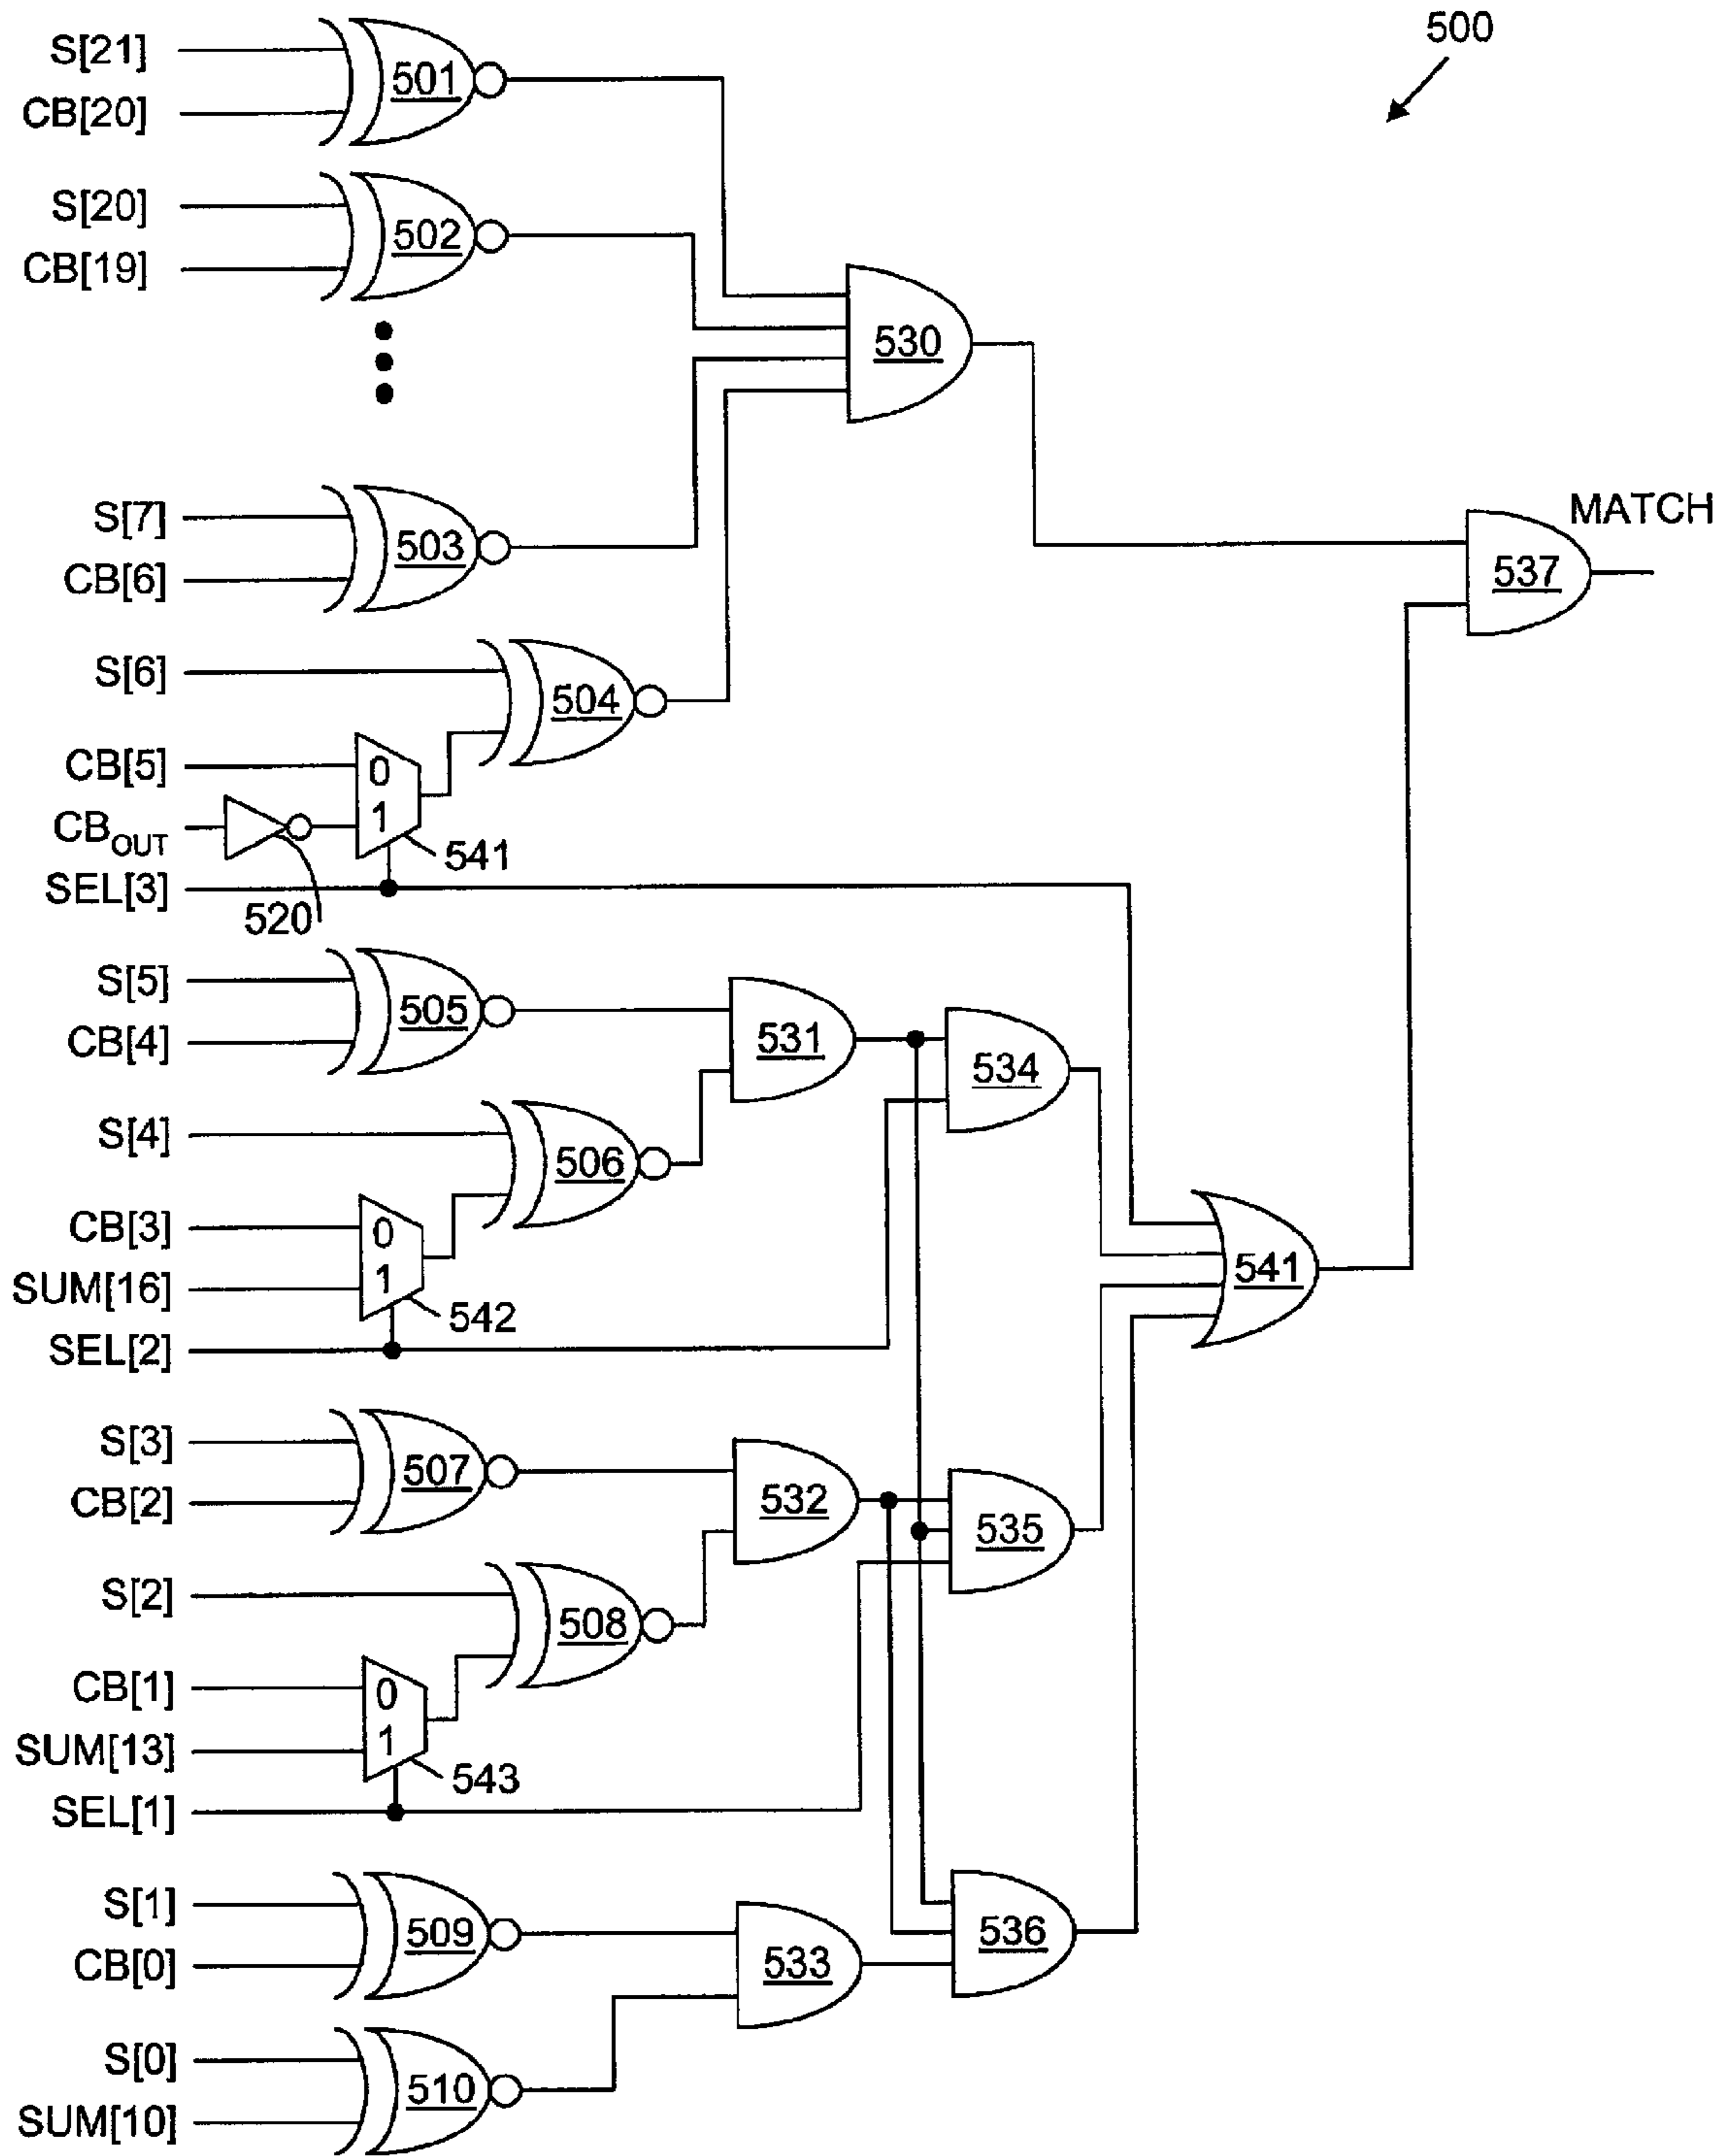 500
S[21]
CB[20]
501
S[20]
CB[19]
502
530
S[7]
CB[6]
503
MATCH
537
S[6]
504
CB[5]
0
1
CB_OUT
541
SEL[3]
520
S[5]
CB[4]
505
531
534
S[4]
506
CB[3]
0
1
SUM[16]
542
SEL[2]
541
S[3]
CB[2]
507
532
535
S[2]
508
CB[1]
0
1
SUM[13]
543
SEL[1]
S[1]
CB[0]
509
533
536
S[0]
SUM[10]
510